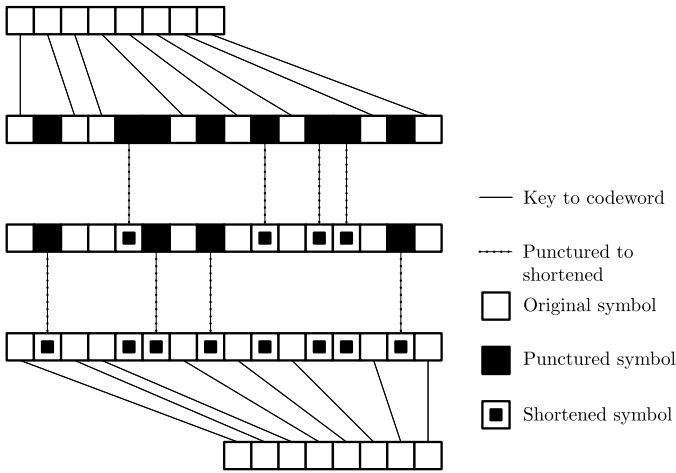 Key to codeword
Punctured to
shortened
Original symbol
Punctured symbol
Shortened symbol